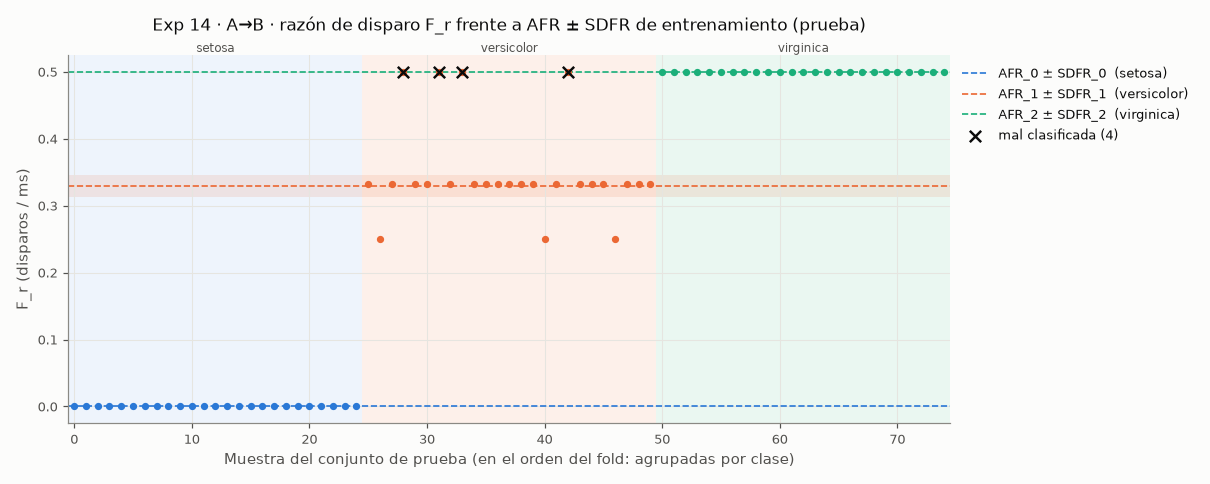 Exp 14 · A→B · razón de disparo F_r frente a AFR ± SDFR de entrenamiento (prueba)
setosa
versicolor
virginica
0.5
0.4
0.3
0.2
0.1
0.0
F_r (disparos / ms)
0
10
20
30
40
50
60
70
Muestra del conjunto de prueba (en el orden del fold: agrupadas por clase)
AFR_0 ± SDFR_0 (setosa)
AFR_1 ± SDFR_1 (versicolor)
AFR_2 ± SDFR_2 (virginica)
mal clasificada (4)